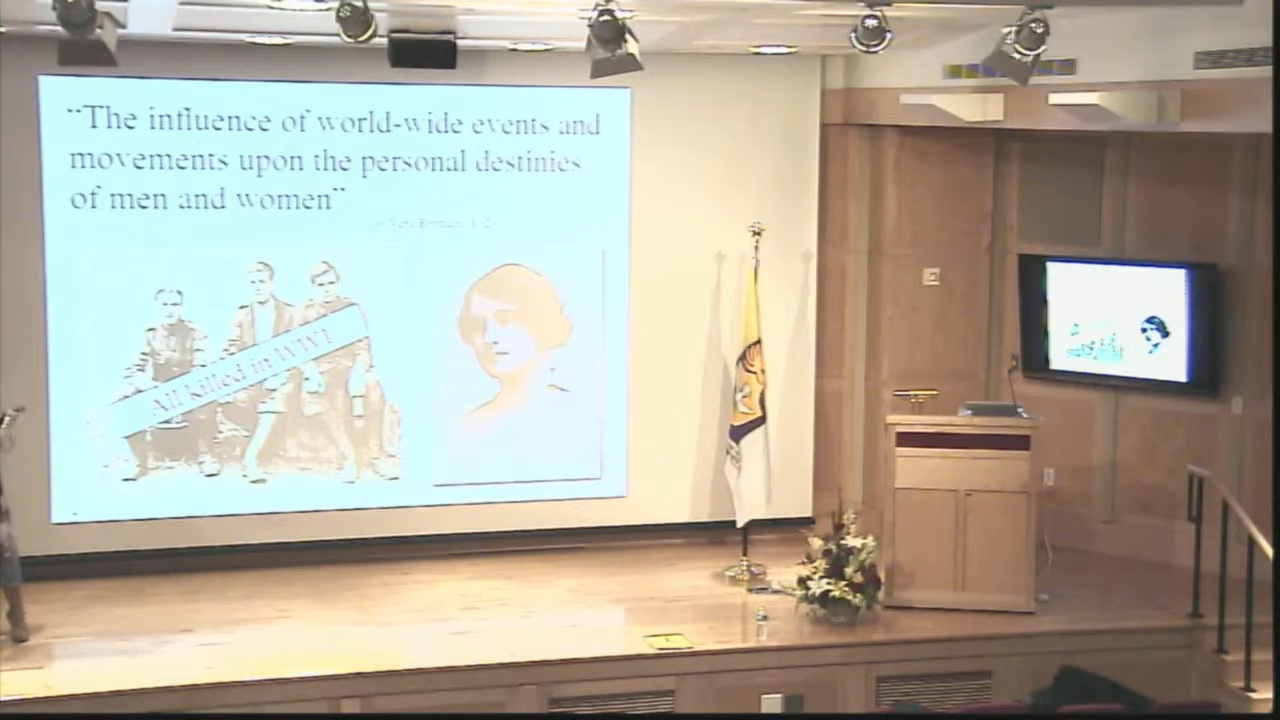 “The influence of world-wide events and
movements upon the personal destinies
of men and women”
All killed in WW1